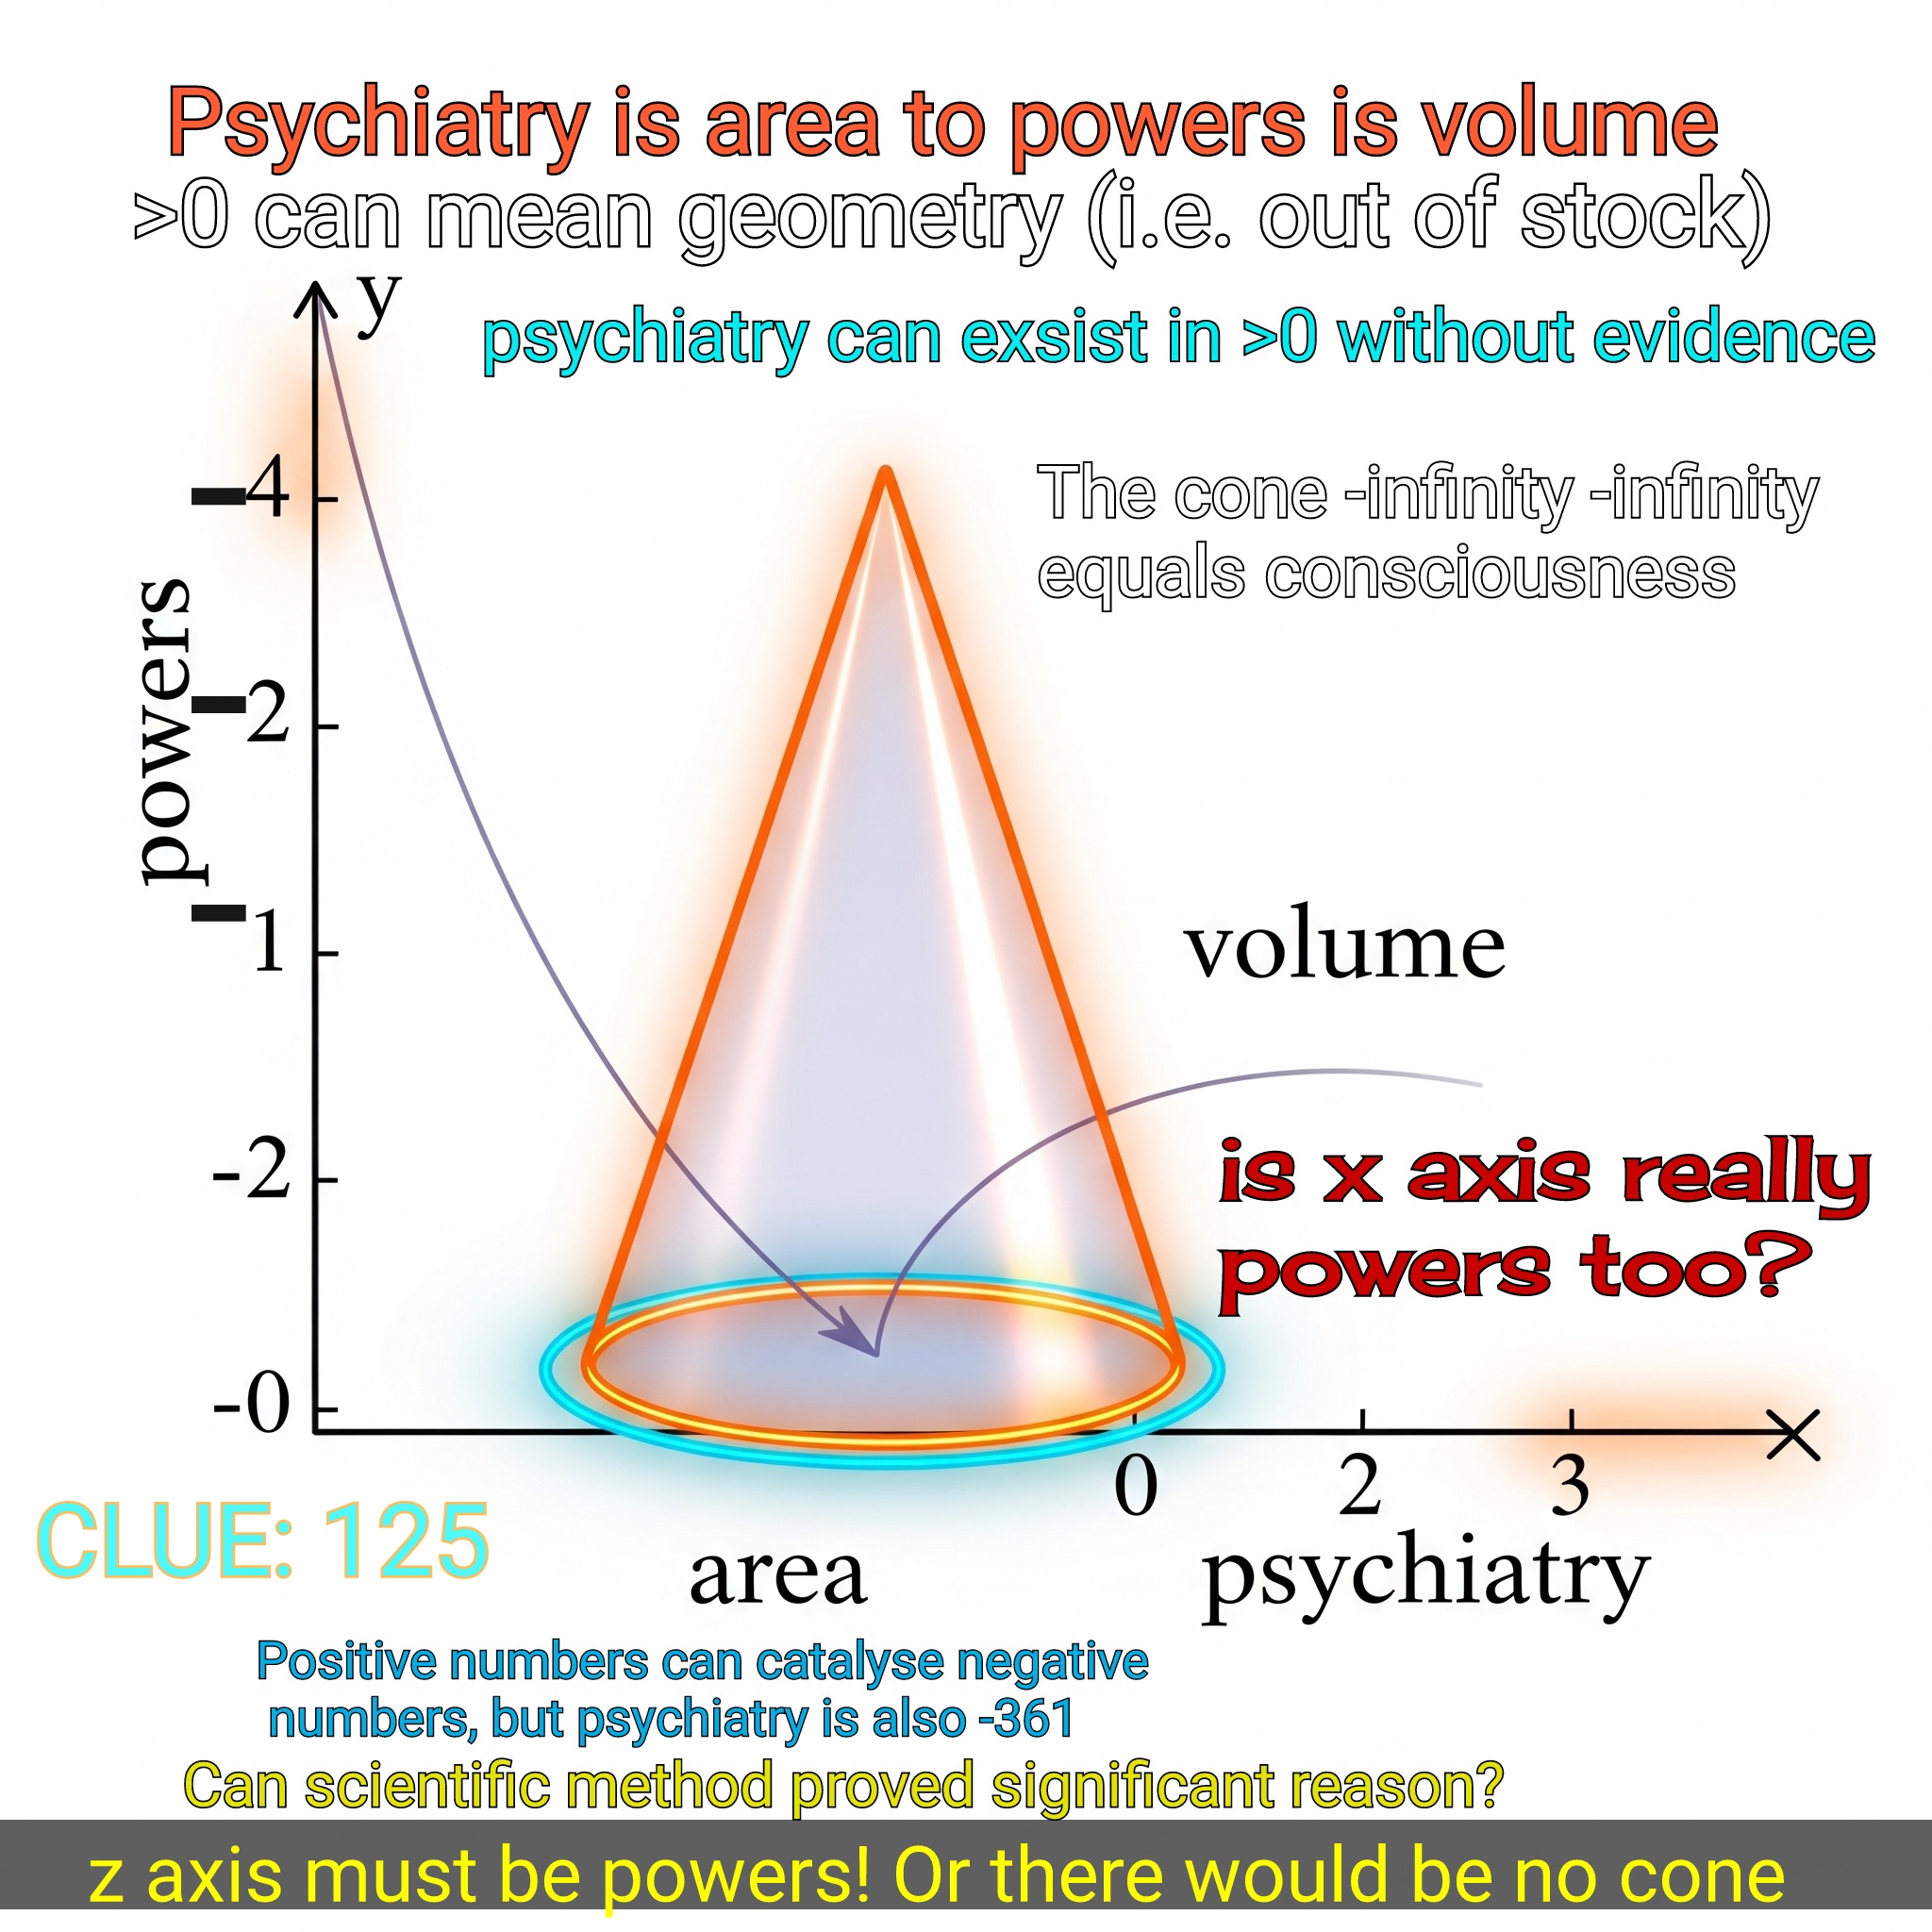 Psychiatry is area to powers is volume
>0 can mean geometry (i.e. out of stock)
y
psychiatry can exsist in >0 without evidence
-4
The cone -infinity -infinity
equals consciousness
powers
-2
-1
volume
-2
is x axis really
powers too?
-0
0 2 3
CLUE: 125
area psychiatry
Positive numbers can catalyse negative
numbers, but psychiatry is also -361
Can scientific method proved significant reason?
z axis must be powers! Or there would be no cone